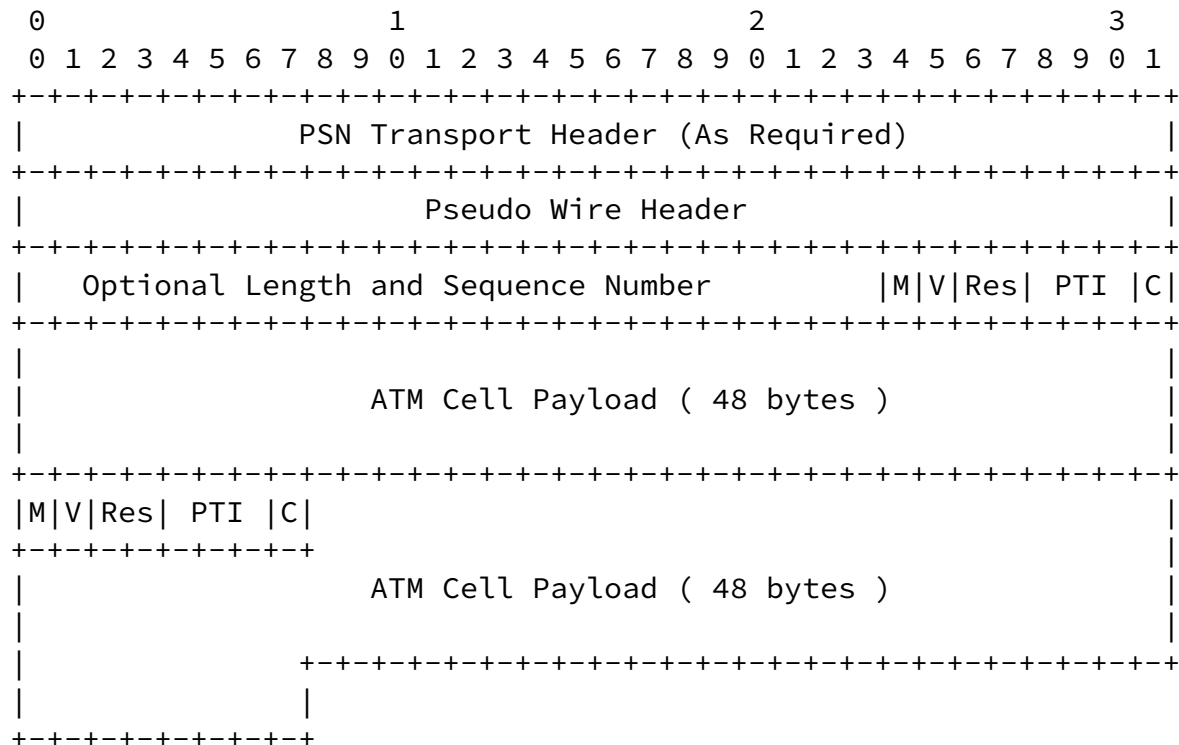 0                   1                   2                   3
 0 1 2 3 4 5 6 7 8 9 0 1 2 3 4 5 6 7 8 9 0 1 2 3 4 5 6 7 8 9 0 1
+-+-+-+-+-+-+-+-+-+-+-+-+-+-+-+-+-+-+-+-+-+-+-+-+-+-+-+-+-+-+-+-+
|               PSN Transport Header (As Required)              |
+-+-+-+-+-+-+-+-+-+-+-+-+-+-+-+-+-+-+-+-+-+-+-+-+-+-+-+-+-+-+-+-+
|                      Pseudo Wire Header                       |
+-+-+-+-+-+-+-+-+-+-+-+-+-+-+-+-+-+-+-+-+-+-+-+-+-+-+-+-+-+-+-+-+
|   Optional Length and Sequence Number         |M|V|Res| PTI |C|
+-+-+-+-+-+-+-+-+-+-+-+-+-+-+-+-+-+-+-+-+-+-+-+-+-+-+-+-+-+-+-+-+
|                                                               |
|                   ATM Cell Payload ( 48 bytes )               |
|                                                               |
+-+-+-+-+-+-+-+-+-+-+-+-+-+-+-+-+-+-+-+-+-+-+-+-+-+-+-+-+-+-+-+-+
|M|V|Res| PTI |C|                                               |
+-+-+-+-+-+-+-+-+                                               |
|                   ATM Cell Payload ( 48 bytes )               |
|                                                               |
|               +-+-+-+-+-+-+-+-+-+-+-+-+-+-+-+-+-+-+-+-+-+-+-+-+
|               |
+-+-+-+-+-+-+-+-+